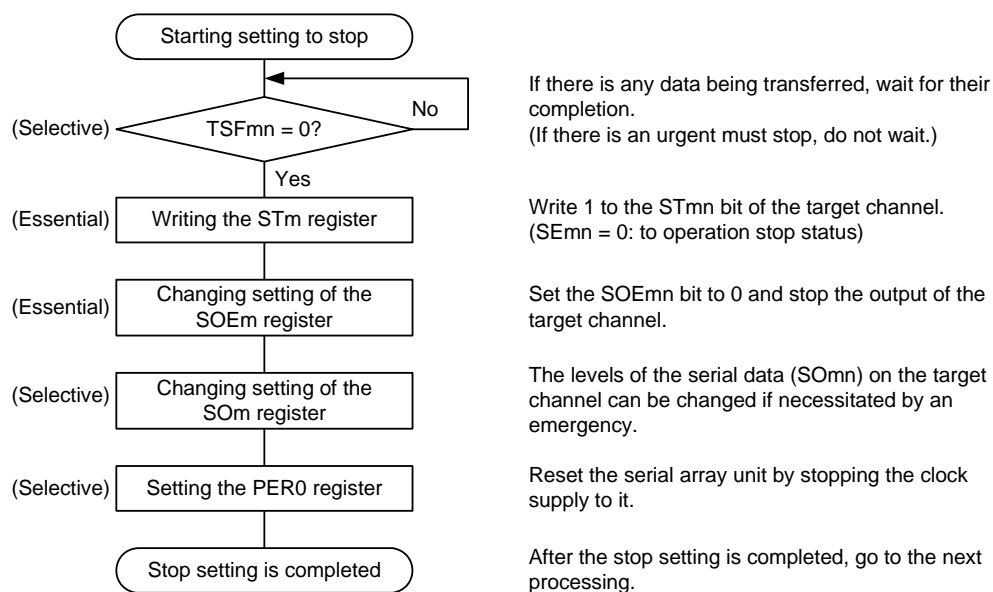 Starting setting to stop
If there is any data being transferred, wait for their
completion.
(If there is an urgent must stop, do not wait.)
(Selective)
TSFmn = 0?
No
Yes
(Essential)
Writing the STm register
Write 1 to the STmn bit of the target channel.
(SEmn = 0: to operation stop status)
(Essential)
Changing setting of the
SOEm register
Set the SOEmn bit to 0 and stop the output of the
target channel.
(Selective)
Changing setting of the
SOm register
The levels of the serial data (SOmn) on the target
channel can be changed if necessitated by an
emergency.
(Selective)
Setting the PER0 register
Reset the serial array unit by stopping the clock
supply to it.
Stop setting is completed
After the stop setting is completed, go to the next
processing.